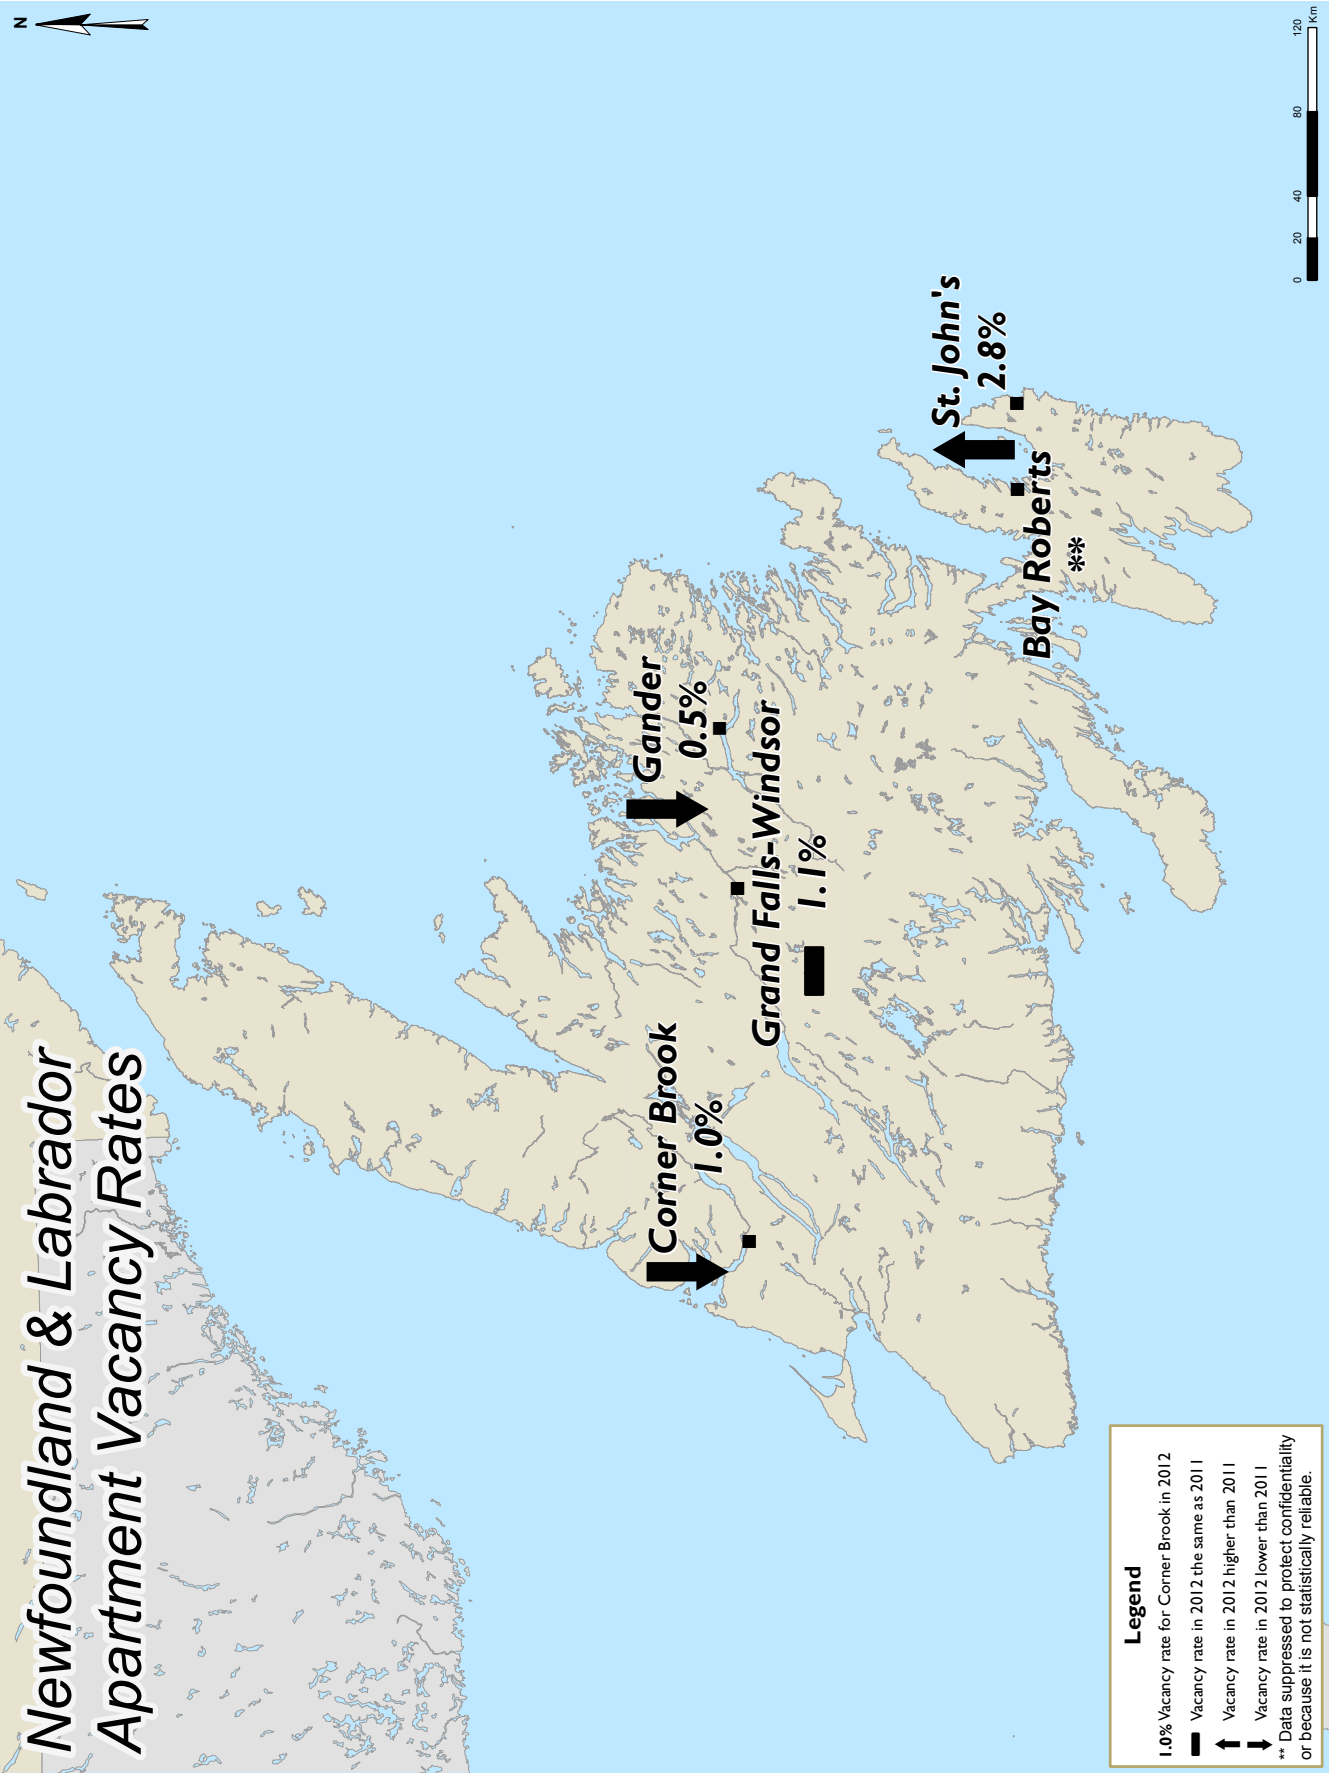 Newfoundland & Labrador
Apartment Vacancy Rates
N
Corner Brook
1.0%
Gander
0.5%
Grand Falls-Windsor
1.1%
St. John's
2.8%
Bay Roberts
**
Legend
1.0% Vacancy rate for Corner Brook in 2012
Vacancy rate in 2012 the same as 2011
Vacancy rate in 2012 higher than 2011
Vacancy rate in 2012 lower than 2011
** Data suppressed to protect confidentiality
or because it is not statistically reliable.
0 20 40 80 120
Km